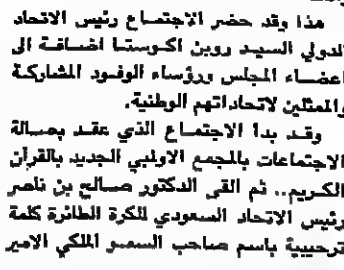 هذا وقد حضر الاجتماع رئيس الاتحاد
الدولي السيد روبن اكوستا اضافة الى
اعضاء المجلس ورؤساء الوفود المشاركة
والممثلين لاتحاداتهم الوطنية.
وقد بدأ الاجتماع الذي عقد بصالة
الاجتماعات بالمجمع الاولبي الجديد بالقرآن
الكريم.. ثم القى الدكتور صالح بن ناصر
رئيس الاتحاد السعودي للكرة الطائرة كلمة
ترحيبية باسم صاحب السمو الملكي الامير